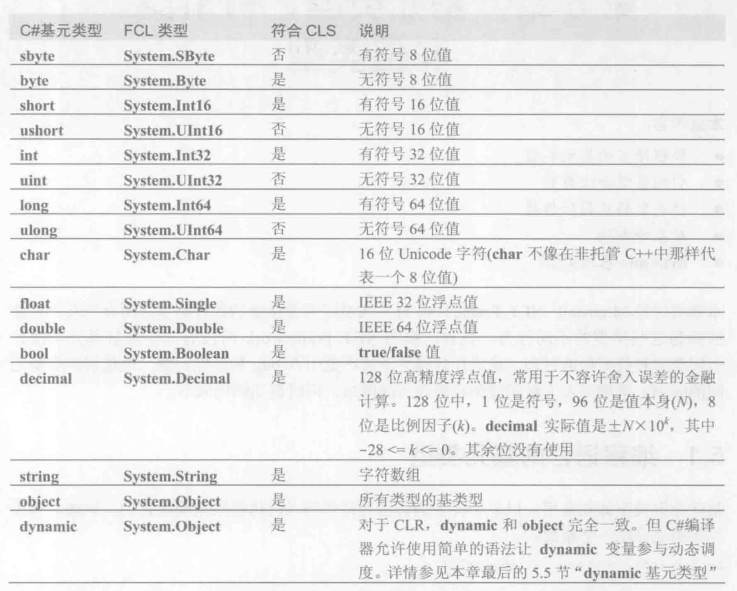 C#基元类型 FCL 类型 符合 CLS 说明
sbyte System.SByte 否 有符号 8 位值
byte System.Byte 是 无符号 8 位值
short System.Int16 是 有符号 16 位值
ushort System.UInt16 否 无符号 16 位值
int System.Int32 是 有符号 32 位值
uint System.UInt32 否 无符号 32 位值
long System.Int64 是 有符号 64 位值
ulong System.UInt64 否 无符号 64 位值
char System.Char 是 16 位 Unicode 字符(char 不像在非托管 C++中那样代
表一个 8 位值)
float System.Single 是 IEEE 32 位浮点值
double System.Double 是 IEEE 64 位浮点值
bool System.Boolean 是 true/false 值
decimal System.Decimal 是 128 位高精度浮点值，常用于不容许舍入误差的金融
计算。128 位中，1 位是符号，96 位是值本身(N)，8
位是比例因子(k)。decimal 实际值是±N×10ᵏ，其中
−28 <= k <= 0。其余位没有使用
string System.String 是 字符数组
object System.Object 是 所有类型的基类型
dynamic System.Object 是 对于 CLR，dynamic 和 object 完全一致。但 C#编译
器允许使用简单的语法让 dynamic 变量参与动态调
度。详情参见本章最后的 5.5 节“dynamic 基元类型”